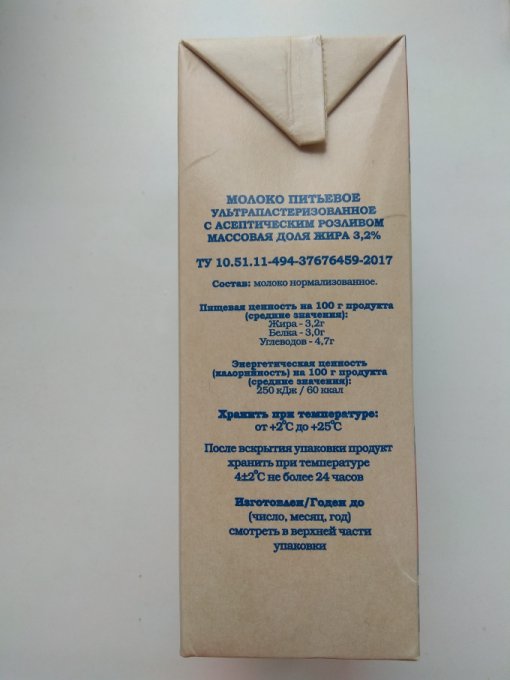 МОЛОКО ПИТЬЕВОЕ
УЛЬТРАПАСТЕРИЗОВАННОЕ
С АСЕПТИЧЕСКИМ РОЗЛИВОМ
МАССОВАЯ ДОЛЯ ЖИРА 3,2%
ТУ 10.51.11-494-37676459-2017
Состав: молоко нормализованное.
Пищевая ценность на 100 г продукта
(средние значения):
Жира - 3,2г
Белка - 3,0г
Углеводов - 4,7г
Энергетическая ценность
(калорийность) на 100 г продукта
(средние значения):
250 кДж / 60 ккал
Хранить при температуре:
от +2°С до +25°С
После вскрытия упаковки продукт
хранить при температуре
4±2°С не более 24 часов
Изготовлен/Годен до
(число, месяц, год)
смотреть в верхней части
упаковки